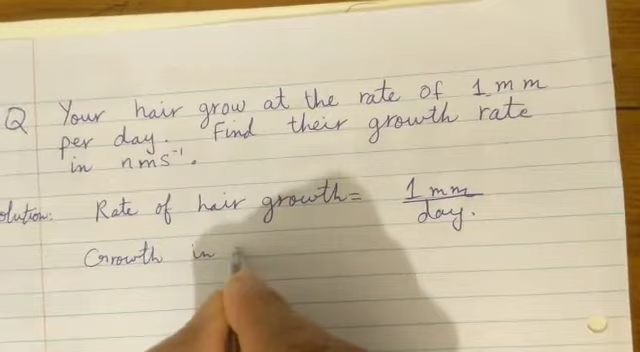 Q Your hair grow at the rate of 1 mm
per day. Find their growth rate
in nms⁻¹.
olution: Rate of hair growth = 1 mm
day.
Growth in